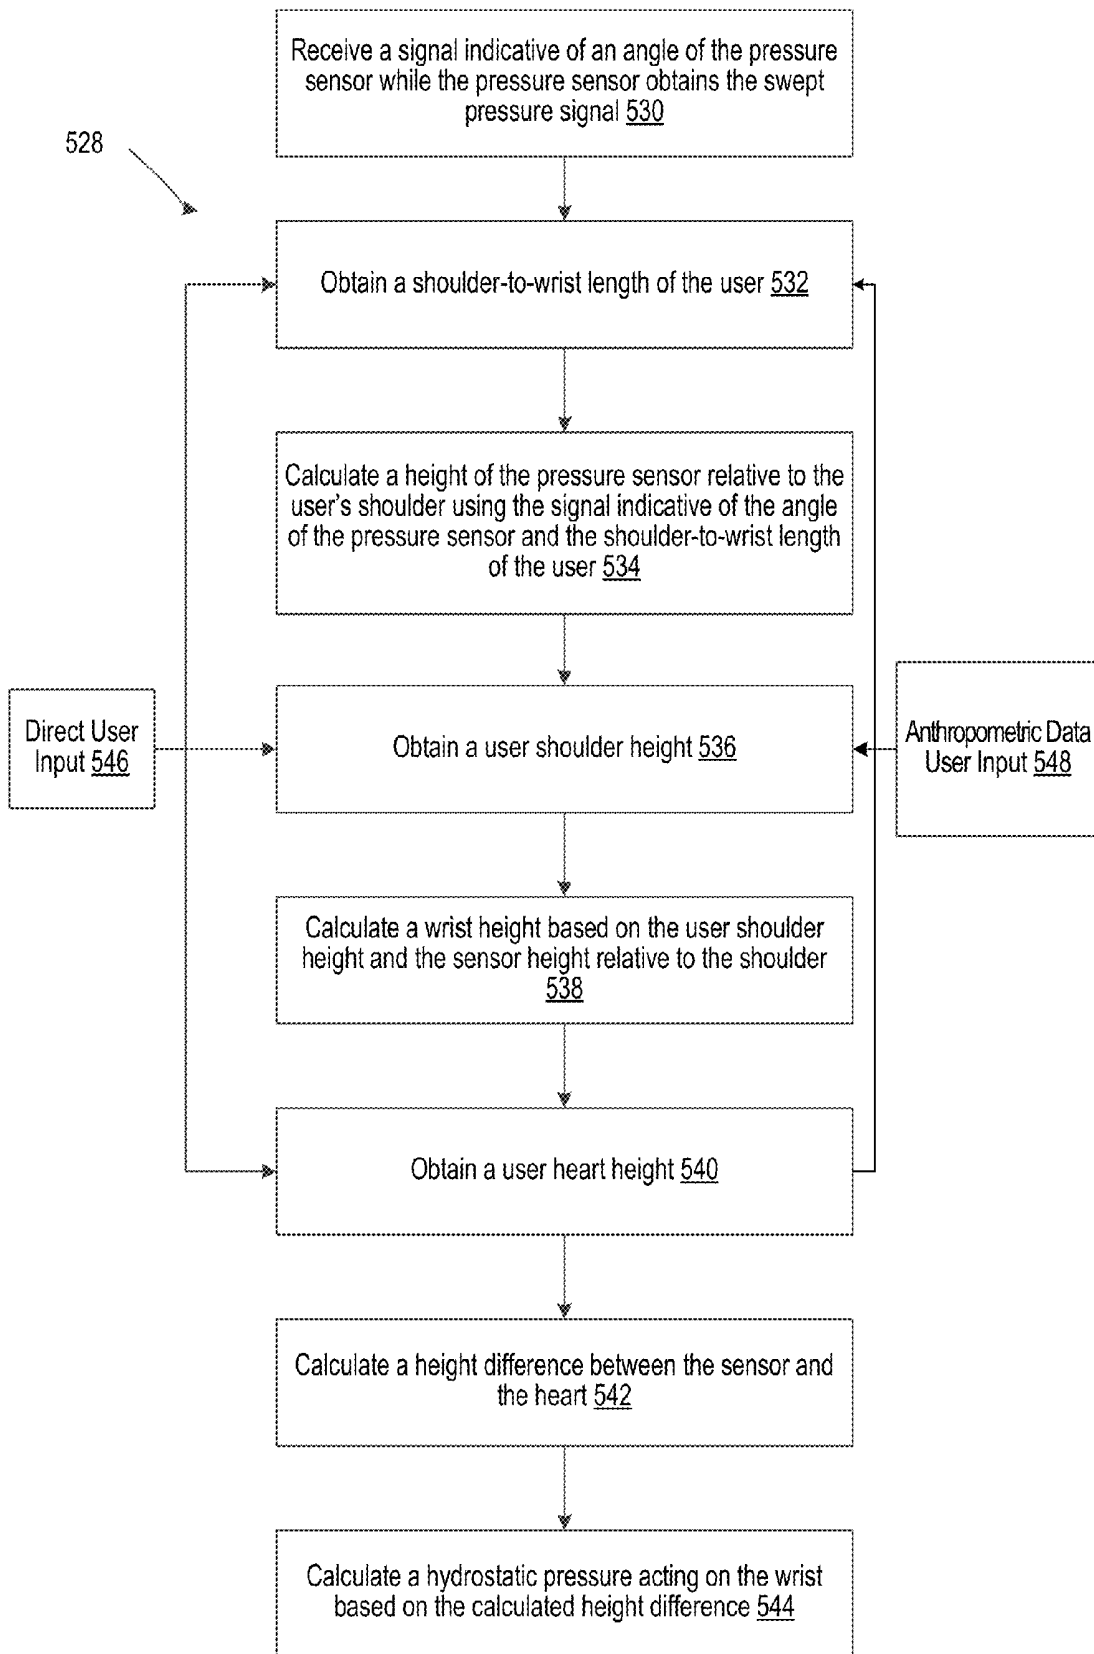 Receive a signal indicative of an angle of the pressure
sensor while the pressure sensor obtains the swept
pressure signal 530
528
Obtain a shoulder-to-wrist length of the user 532
Calculate a height of the pressure sensor relative to the
user's shoulder using the signal indicative of the angle
of the pressure sensor and the shoulder-to-wrist length
of the user 534
Direct User
Input 546
Obtain a user shoulder height 536
Anthropometric Data
User Input 548
Calculate a wrist height based on the user shoulder
height and the sensor height relative to the shoulder
538
Obtain a user heart height 540
Calculate a height difference between the sensor and
the heart 542
Calculate a hydrostatic pressure acting on the wrist
based on the calculated height difference 544